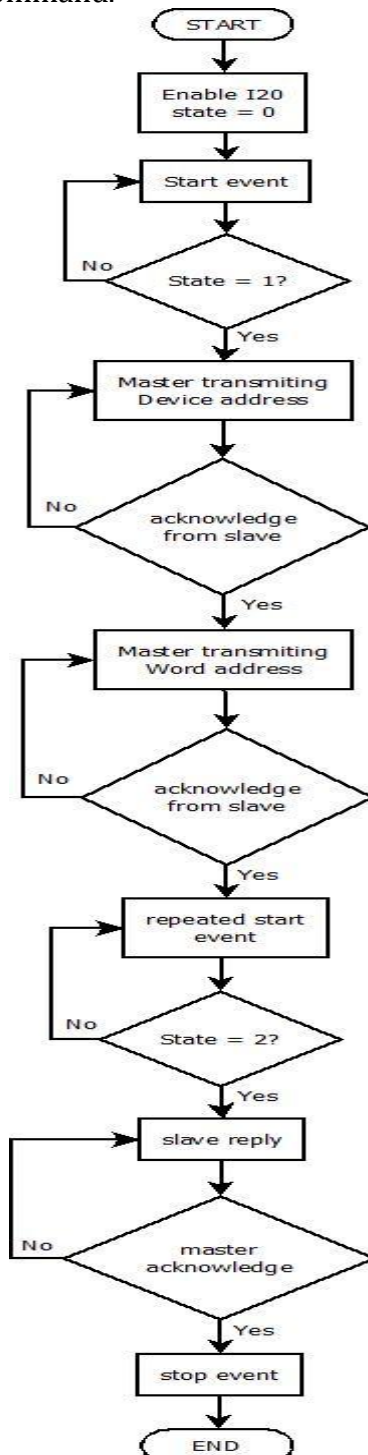 START
Enable I20
state = 0
Start event
No
State = 1?
Yes
Master transmiting
Device address
No
acknowledge
from slave
Yes
Master transmiting
Word address
No
acknowledge
from slave
Yes
repeated start
event
No
State = 2?
Yes
slave reply
No
master
acknowledge
Yes
stop event
END